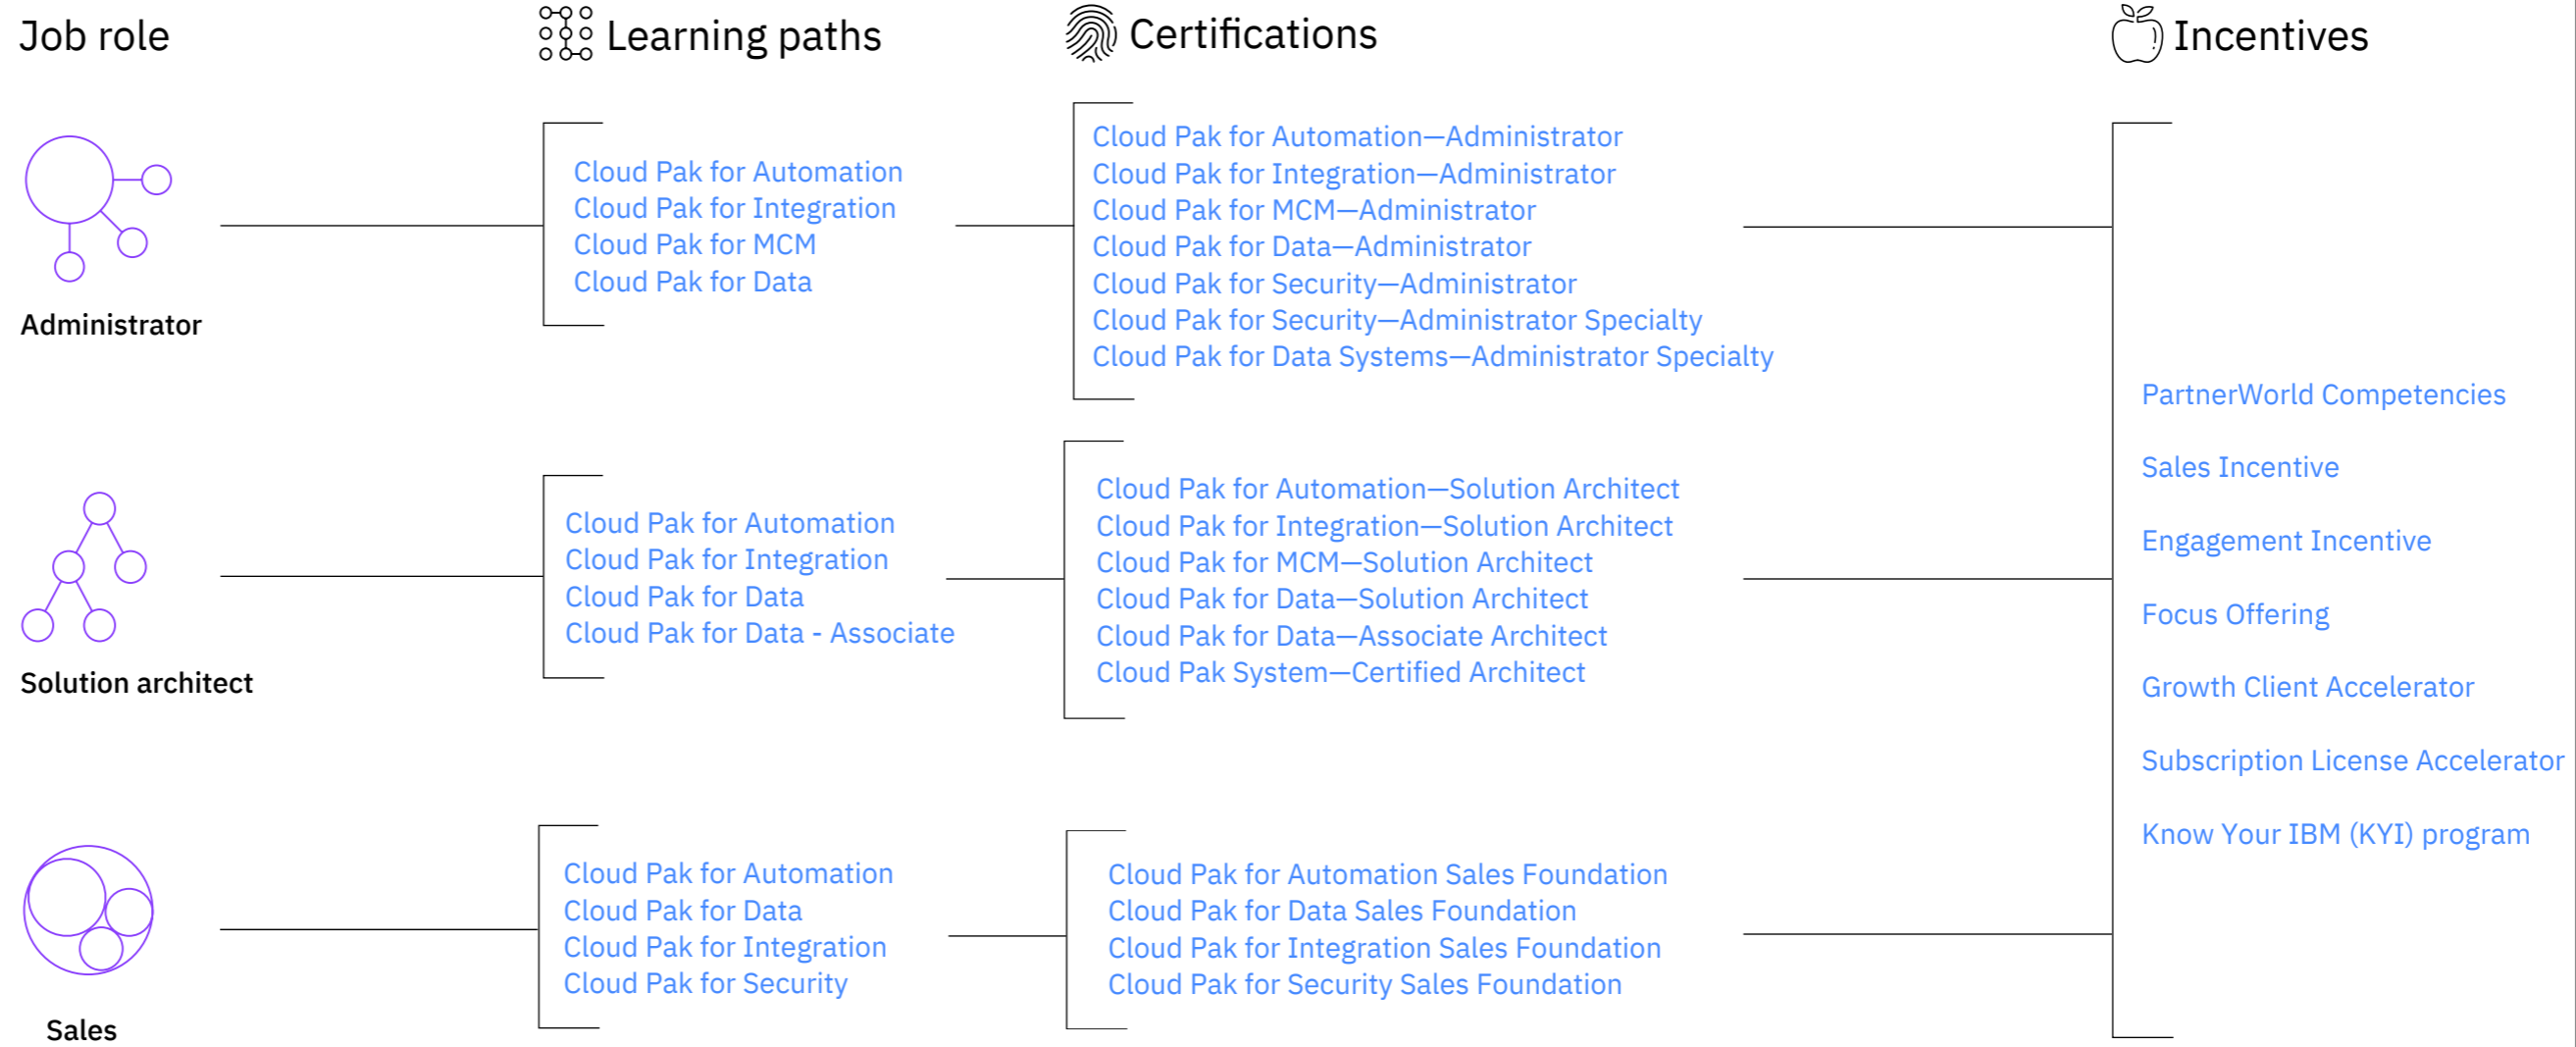 Job role
Learning paths
Certifications
Incentives
Administrator
Cloud Pak for Automation
Cloud Pak for Integration
Cloud Pak for MCM
Cloud Pak for Data
Cloud Pak for Automation—Administrator
Cloud Pak for Integration—Administrator
Cloud Pak for MCM—Administrator
Cloud Pak for Data—Administrator
Cloud Pak for Security—Administrator
Cloud Pak for Security—Administrator Specialty
Cloud Pak for Data Systems—Administrator Specialty
Solution architect
Cloud Pak for Automation
Cloud Pak for Integration
Cloud Pak for Data
Cloud Pak for Data - Associate
Cloud Pak for Automation—Solution Architect
Cloud Pak for Integration—Solution Architect
Cloud Pak for MCM—Solution Architect
Cloud Pak for Data—Solution Architect
Cloud Pak for Data—Associate Architect
Cloud Pak System—Certified Architect
Sales
Cloud Pak for Automation
Cloud Pak for Data
Cloud Pak for Integration
Cloud Pak for Security
Cloud Pak for Automation Sales Foundation
Cloud Pak for Data Sales Foundation
Cloud Pak for Integration Sales Foundation
Cloud Pak for Security Sales Foundation
PartnerWorld Competencies
Sales Incentive
Engagement Incentive
Focus Offering
Growth Client Accelerator
Subscription License Accelerator
Know Your IBM (KYI) program